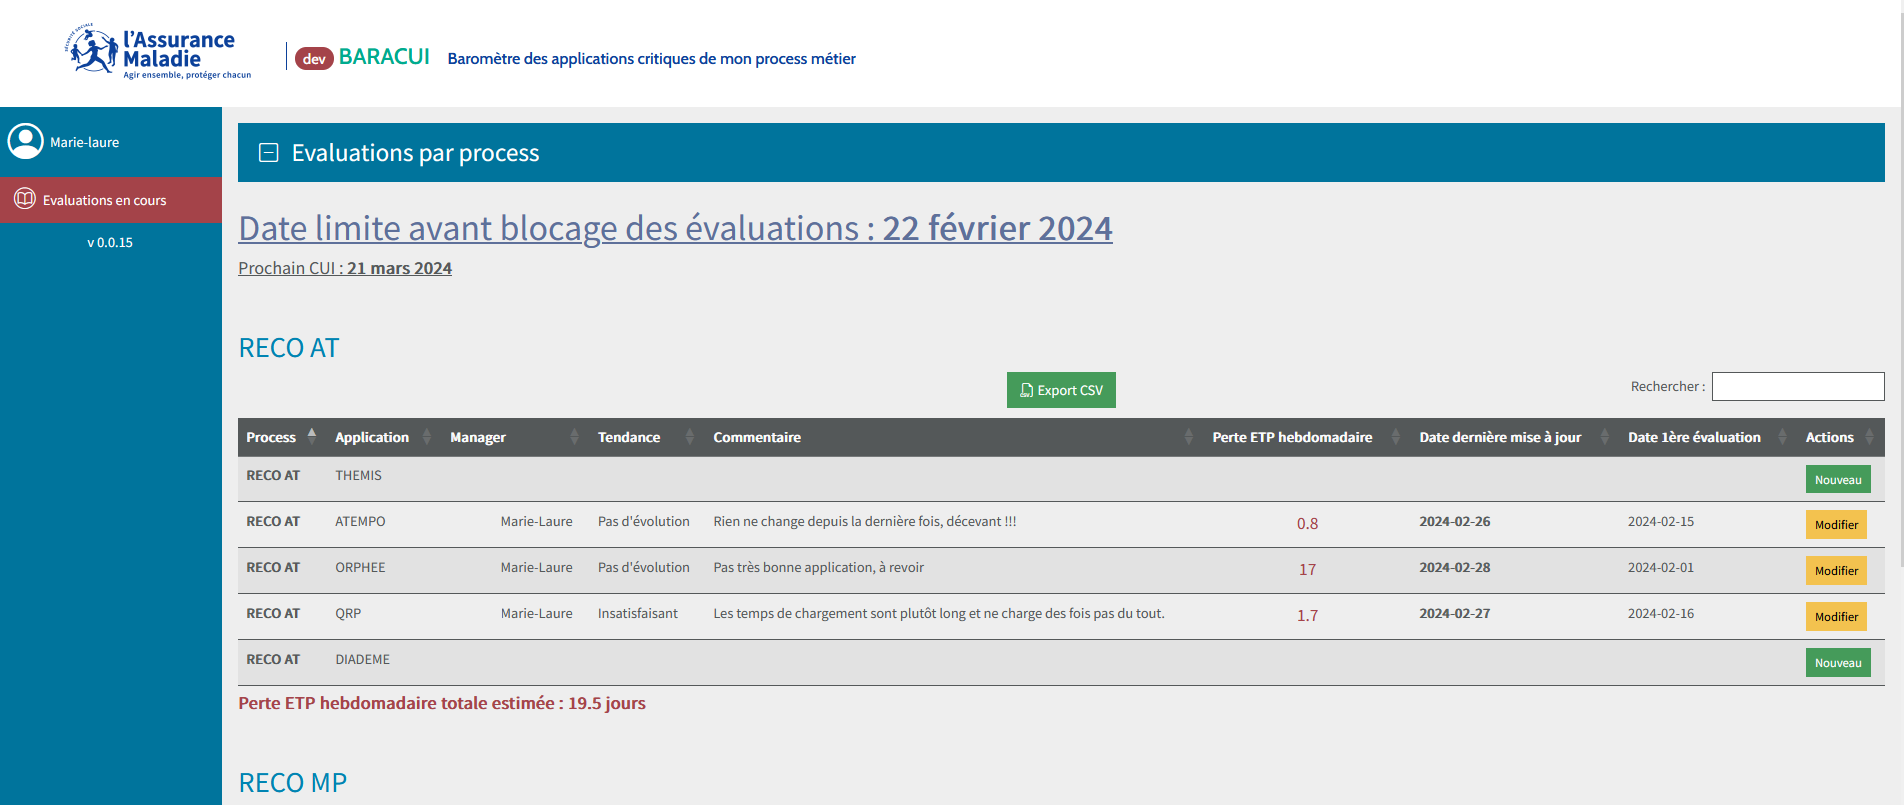 SÉCURITÉ SOCIALE
l'Assurance
Maladie
Agir ensemble, protéger chacun
dev BARACUI Baromètre des applications critiques de mon process métier
Marie-laure
Evaluations en cours
v 0.0.15
Evaluations par process
Date limite avant blocage des évaluations : 22 février 2024
Prochain CUI : 21 mars 2024
RECO AT
CSV Export CSV
Rechercher :
Process Application Manager Tendance Commentaire Perte ETP hebdomadaire Date dernière mise à jour Date 1ère évaluation Actions
RECO AT THEMIS Nouveau
RECO AT ATEMPO Marie-Laure Pas d'évolution Rien ne change depuis la dernière fois, décevant !!! 0.8 2024-02-26 2024-02-15 Modifier
RECO AT ORPHEE Marie-Laure Pas d'évolution Pas très bonne application, à revoir 17 2024-02-28 2024-02-01 Modifier
RECO AT QRP Marie-Laure Insatisfaisant Les temps de chargement sont plutôt long et ne charge des fois pas du tout. 1.7 2024-02-27 2024-02-16 Modifier
RECO AT DIADEME Nouveau
Perte ETP hebdomadaire totale estimée : 19.5 jours
RECO MP